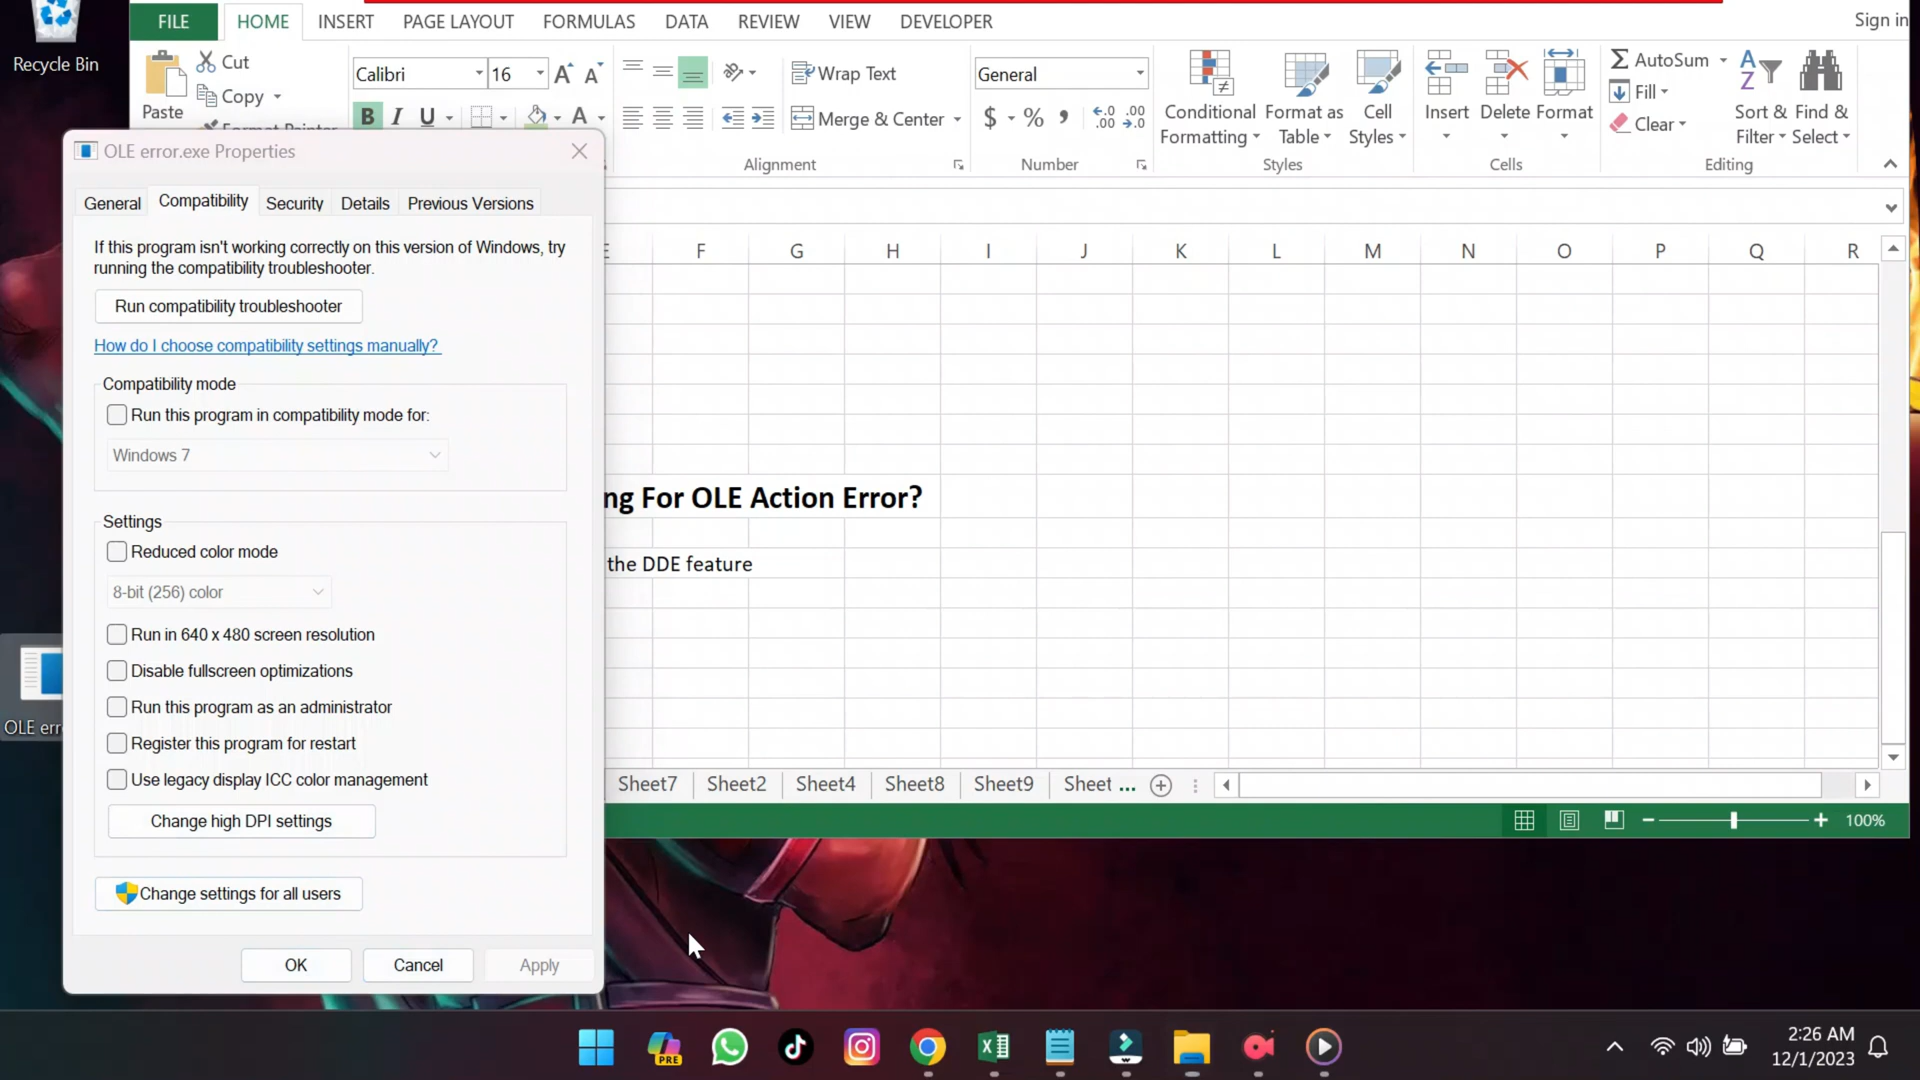 Recycle Bin
FILE
HOME
INSERT
PAGE LAYOUT
FORMULAS
DATA
REVIEW
VIEW
DEVELOPER
Sign in
Paste
Cut
Copy
Format Painter
Calibri
16
A
A
B I U
A
Wrap Text
Merge & Center
Alignment
General
$ % ,
Number
Conditional
Formatting
Format as
Table
Cell
Styles
Styles
Insert
Delete
Format
Cells
AutoSum
Fill
Clear
Sort &
Filter
Find &
Select
Editing
OLE error.exe Properties
General
Compatibility
Security
Details
Previous Versions
If this program isn't working correctly on this version of Windows, try
running the compatibility troubleshooter.
Run compatibility troubleshooter
How do I choose compatibility settings manually?
Compatibility mode
Run this program in compatibility mode for:
Windows 7
Settings
Reduced color mode
8-bit (256) color
Run in 640 x 480 screen resolution
Disable fullscreen optimizations
Run this program as an administrator
Register this program for restart
Use legacy display ICC color management
Change high DPI settings
Change settings for all users
OK
Cancel
Apply
E F G H I J K L M N O P Q R
ng For OLE Action Error?
the DDE feature
Sheet7
Sheet2
Sheet4
Sheet8
Sheet9
Sheet ...
100%
OLE err
PRE
2:26 AM
12/1/2023